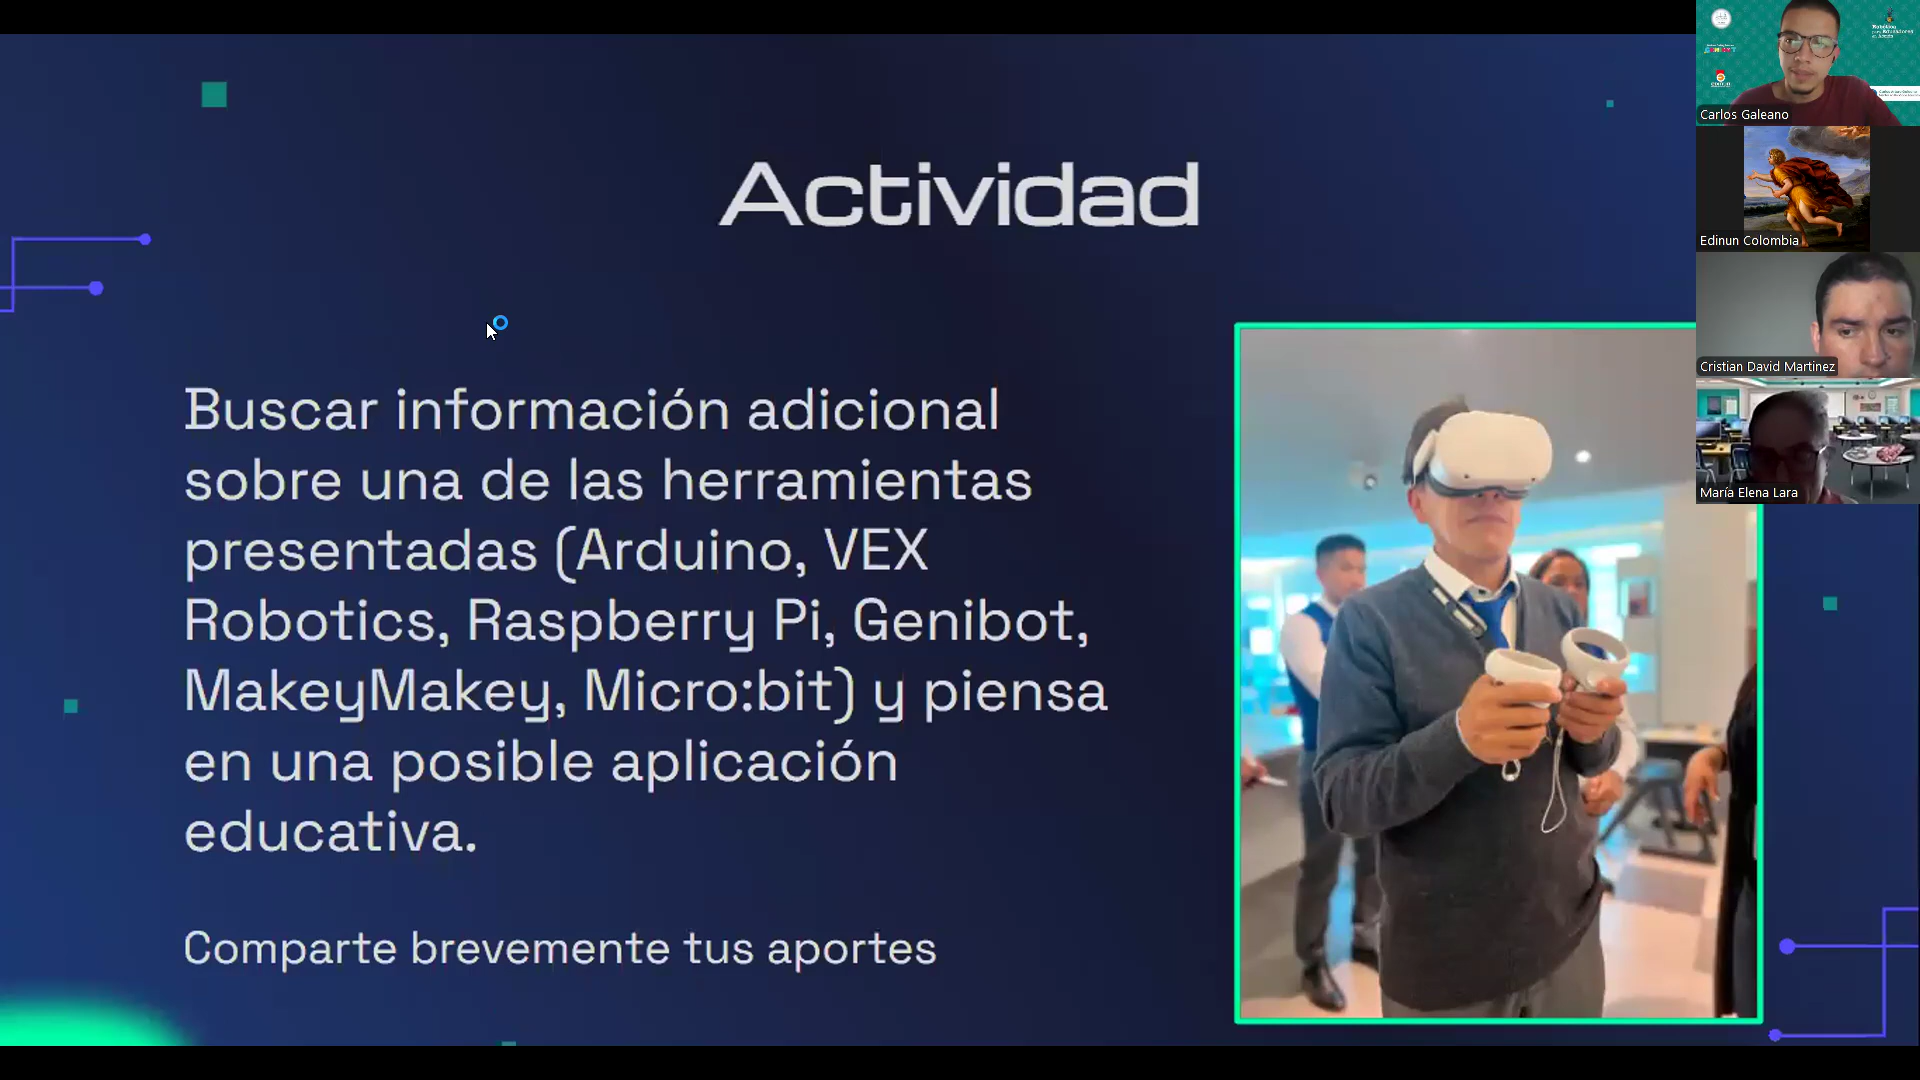 Actividad
Buscar información adicional
sobre una de las herramientas
presentadas (Arduino, VEX
Robotics, Raspberry Pi, Genibot,
MakeyMakey, Micro:bit) y piensa
en una posible aplicación
educativa.
Comparte brevemente tus aportes
Carlos Galeano
Edinun Colombia
Cristian David Martinez
María Elena Lara